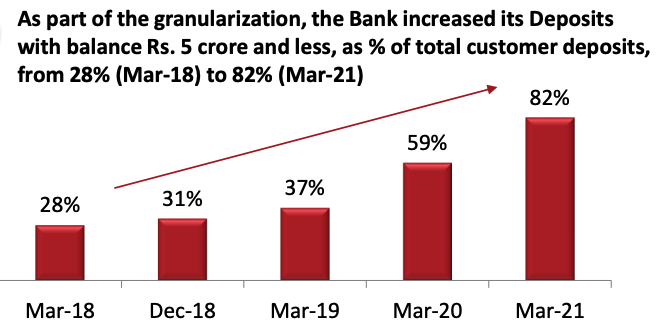 As part of the granularization, the Bank increased its Deposits
with balance Rs. 5 crore and less, as % of total customer deposits,
from 28% (Mar-18) to 82% (Mar-21)
82%
59%
37%
31%
28%
Mar-18 Dec-18 Mar-19 Mar-20 Mar-21